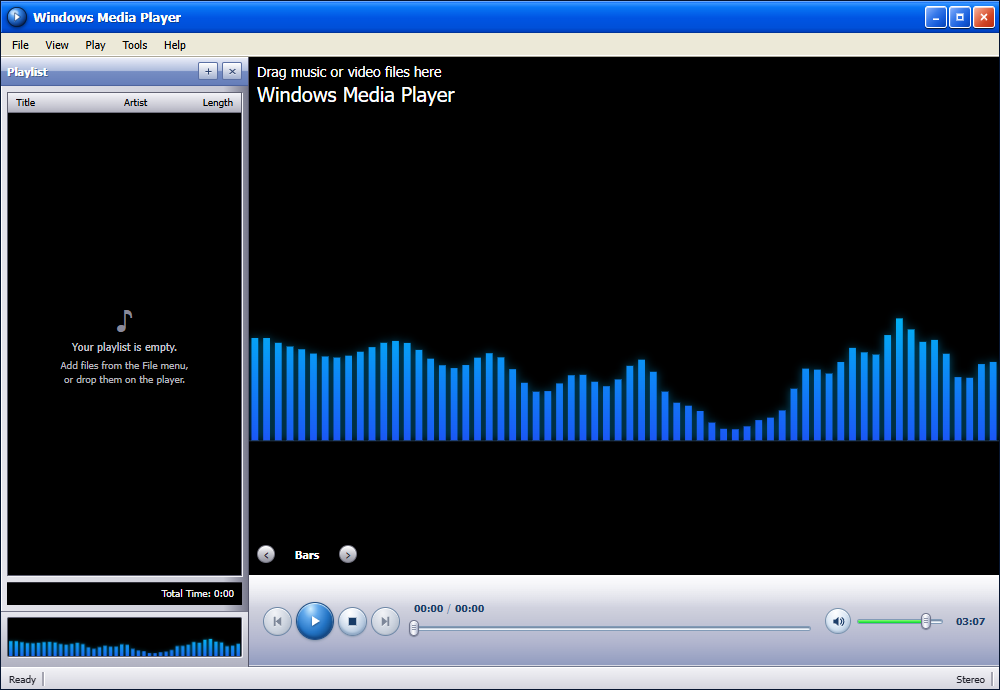 Windows Media Player
File View Play Tools Help
Playlist
Title Artist Length
Your playlist is empty.
Add files from the File menu,
or drop them on the player.
Total Time: 0:00
Drag music or video files here
Windows Media Player
Bars
00:00 / 00:00
03:07
Ready
Stereo